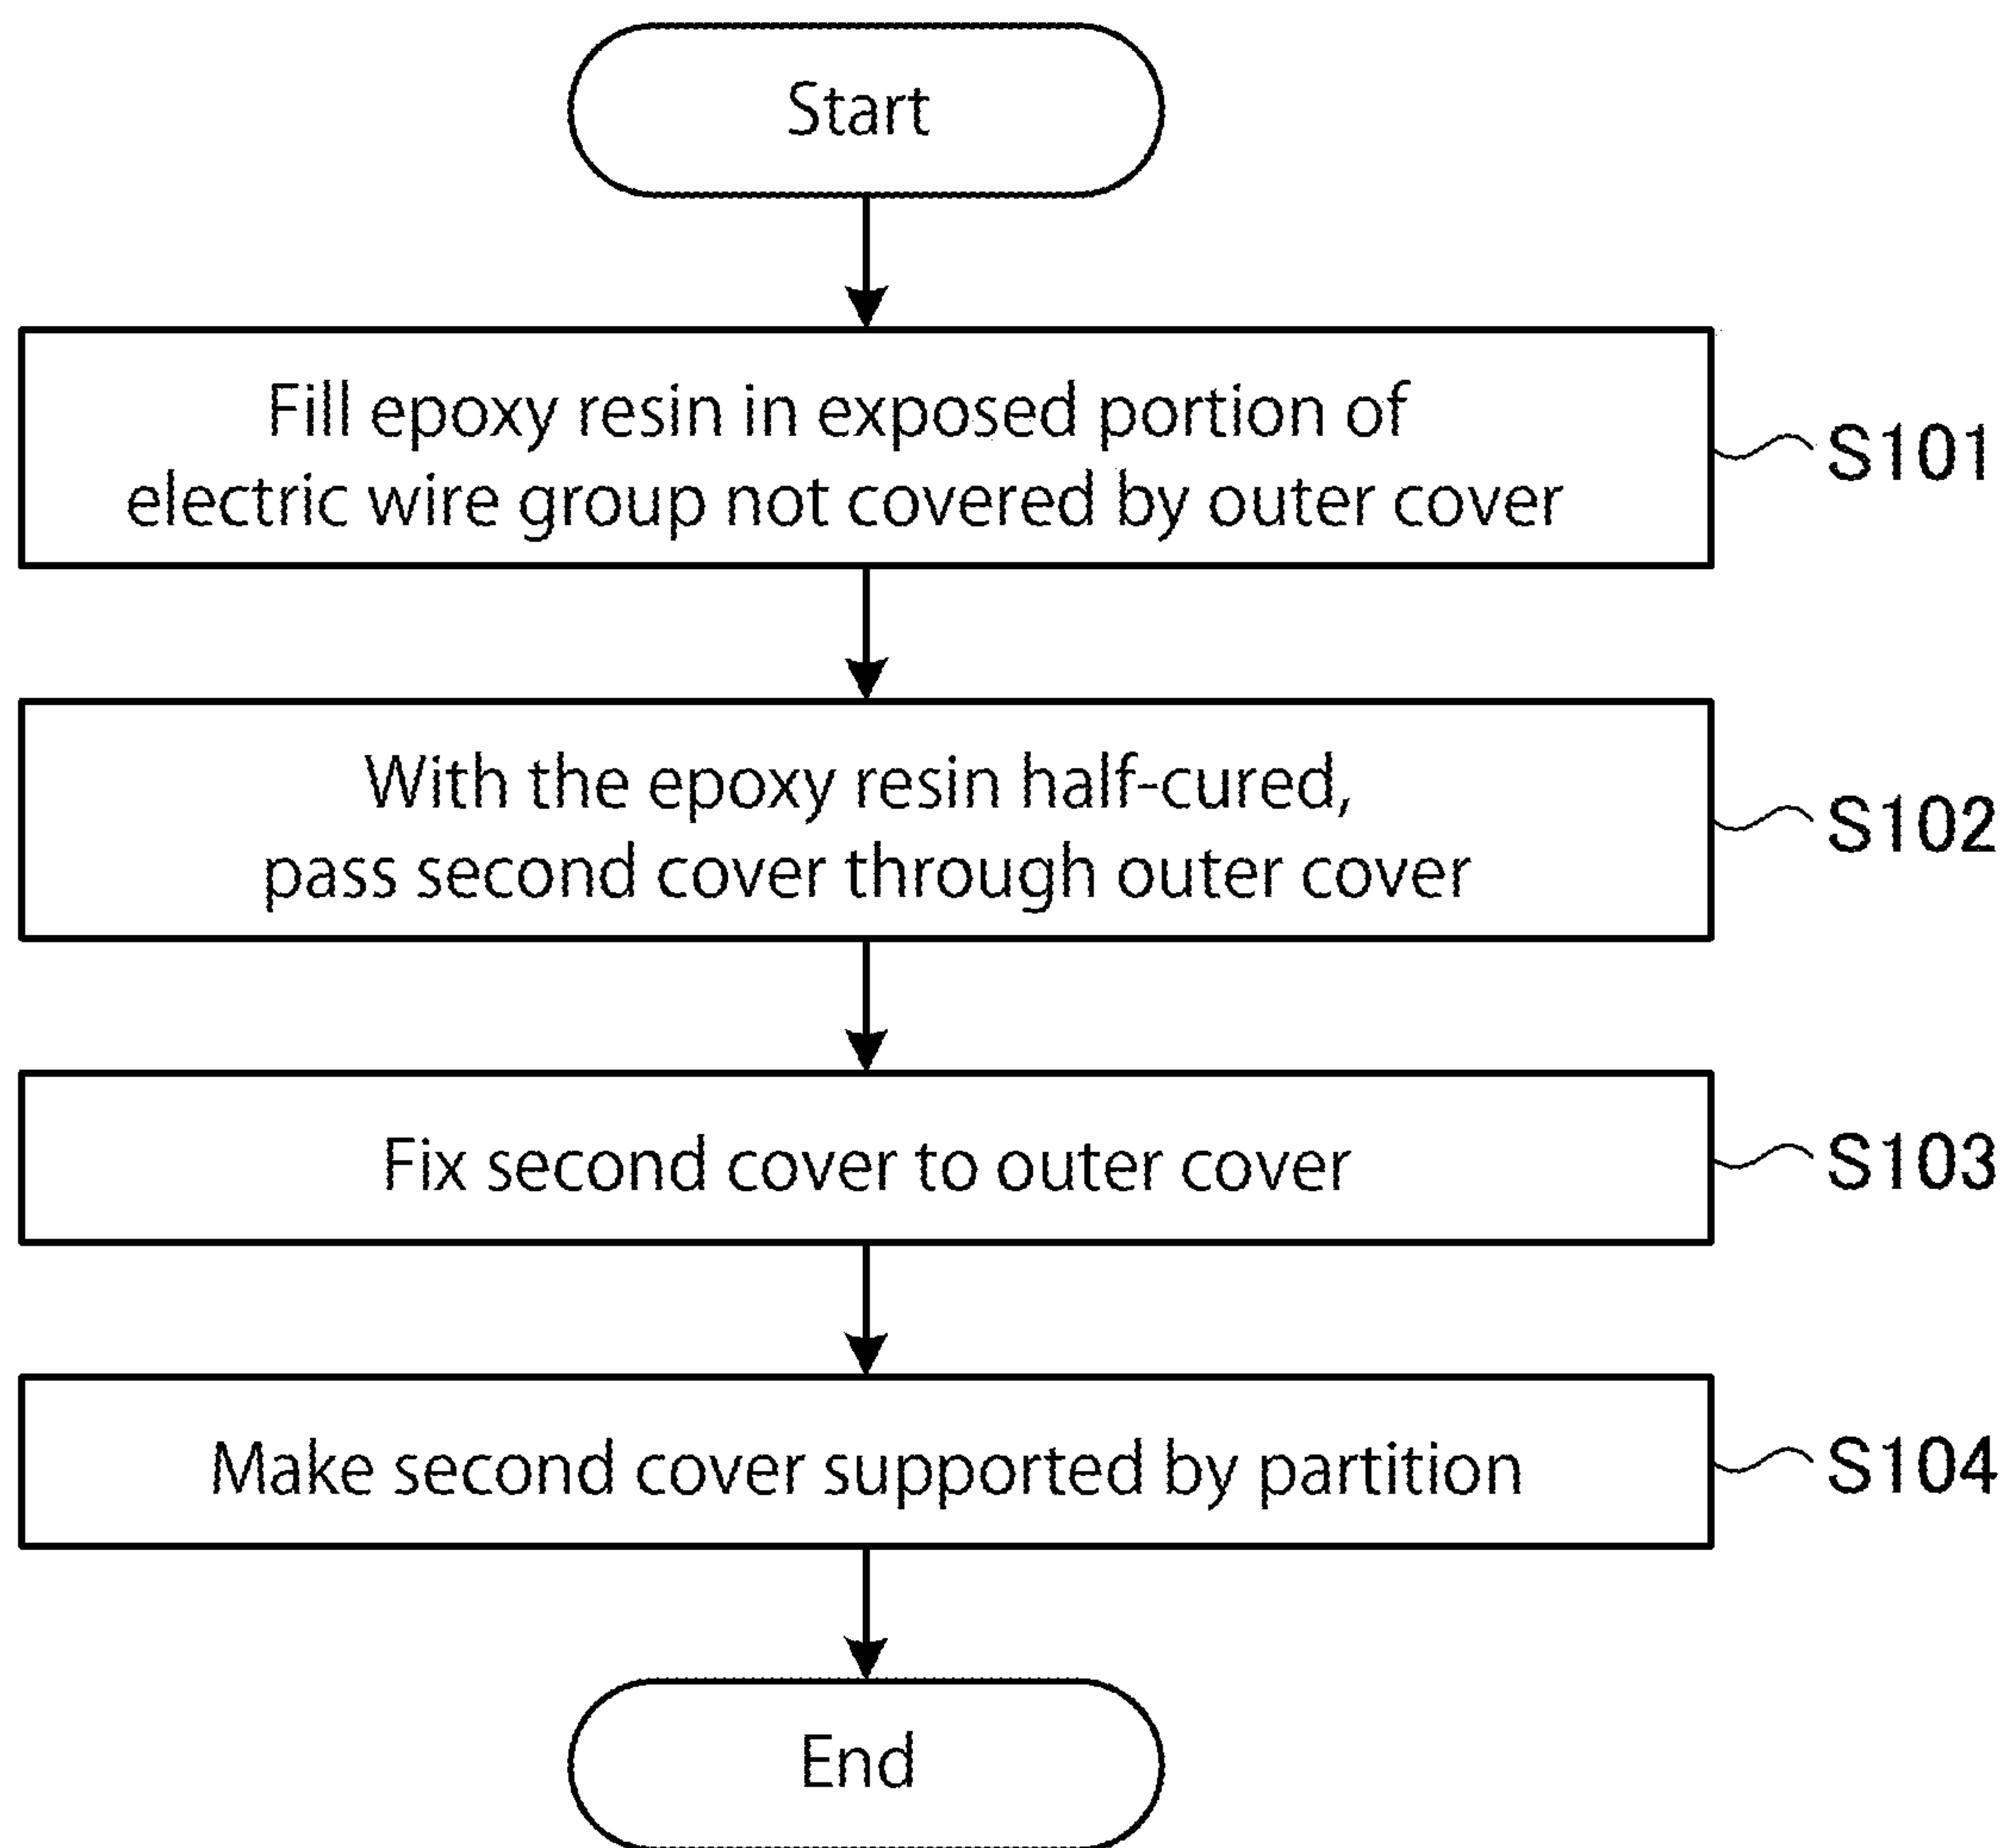 Start
Fill epoxy resin in exposed portion of
electric wire group not covered by outer cover
S101
With the epoxy resin half-cured,
pass second cover through outer cover
S102
Fix second cover to outer cover
S103
Make second cover supported by partition
S104
End